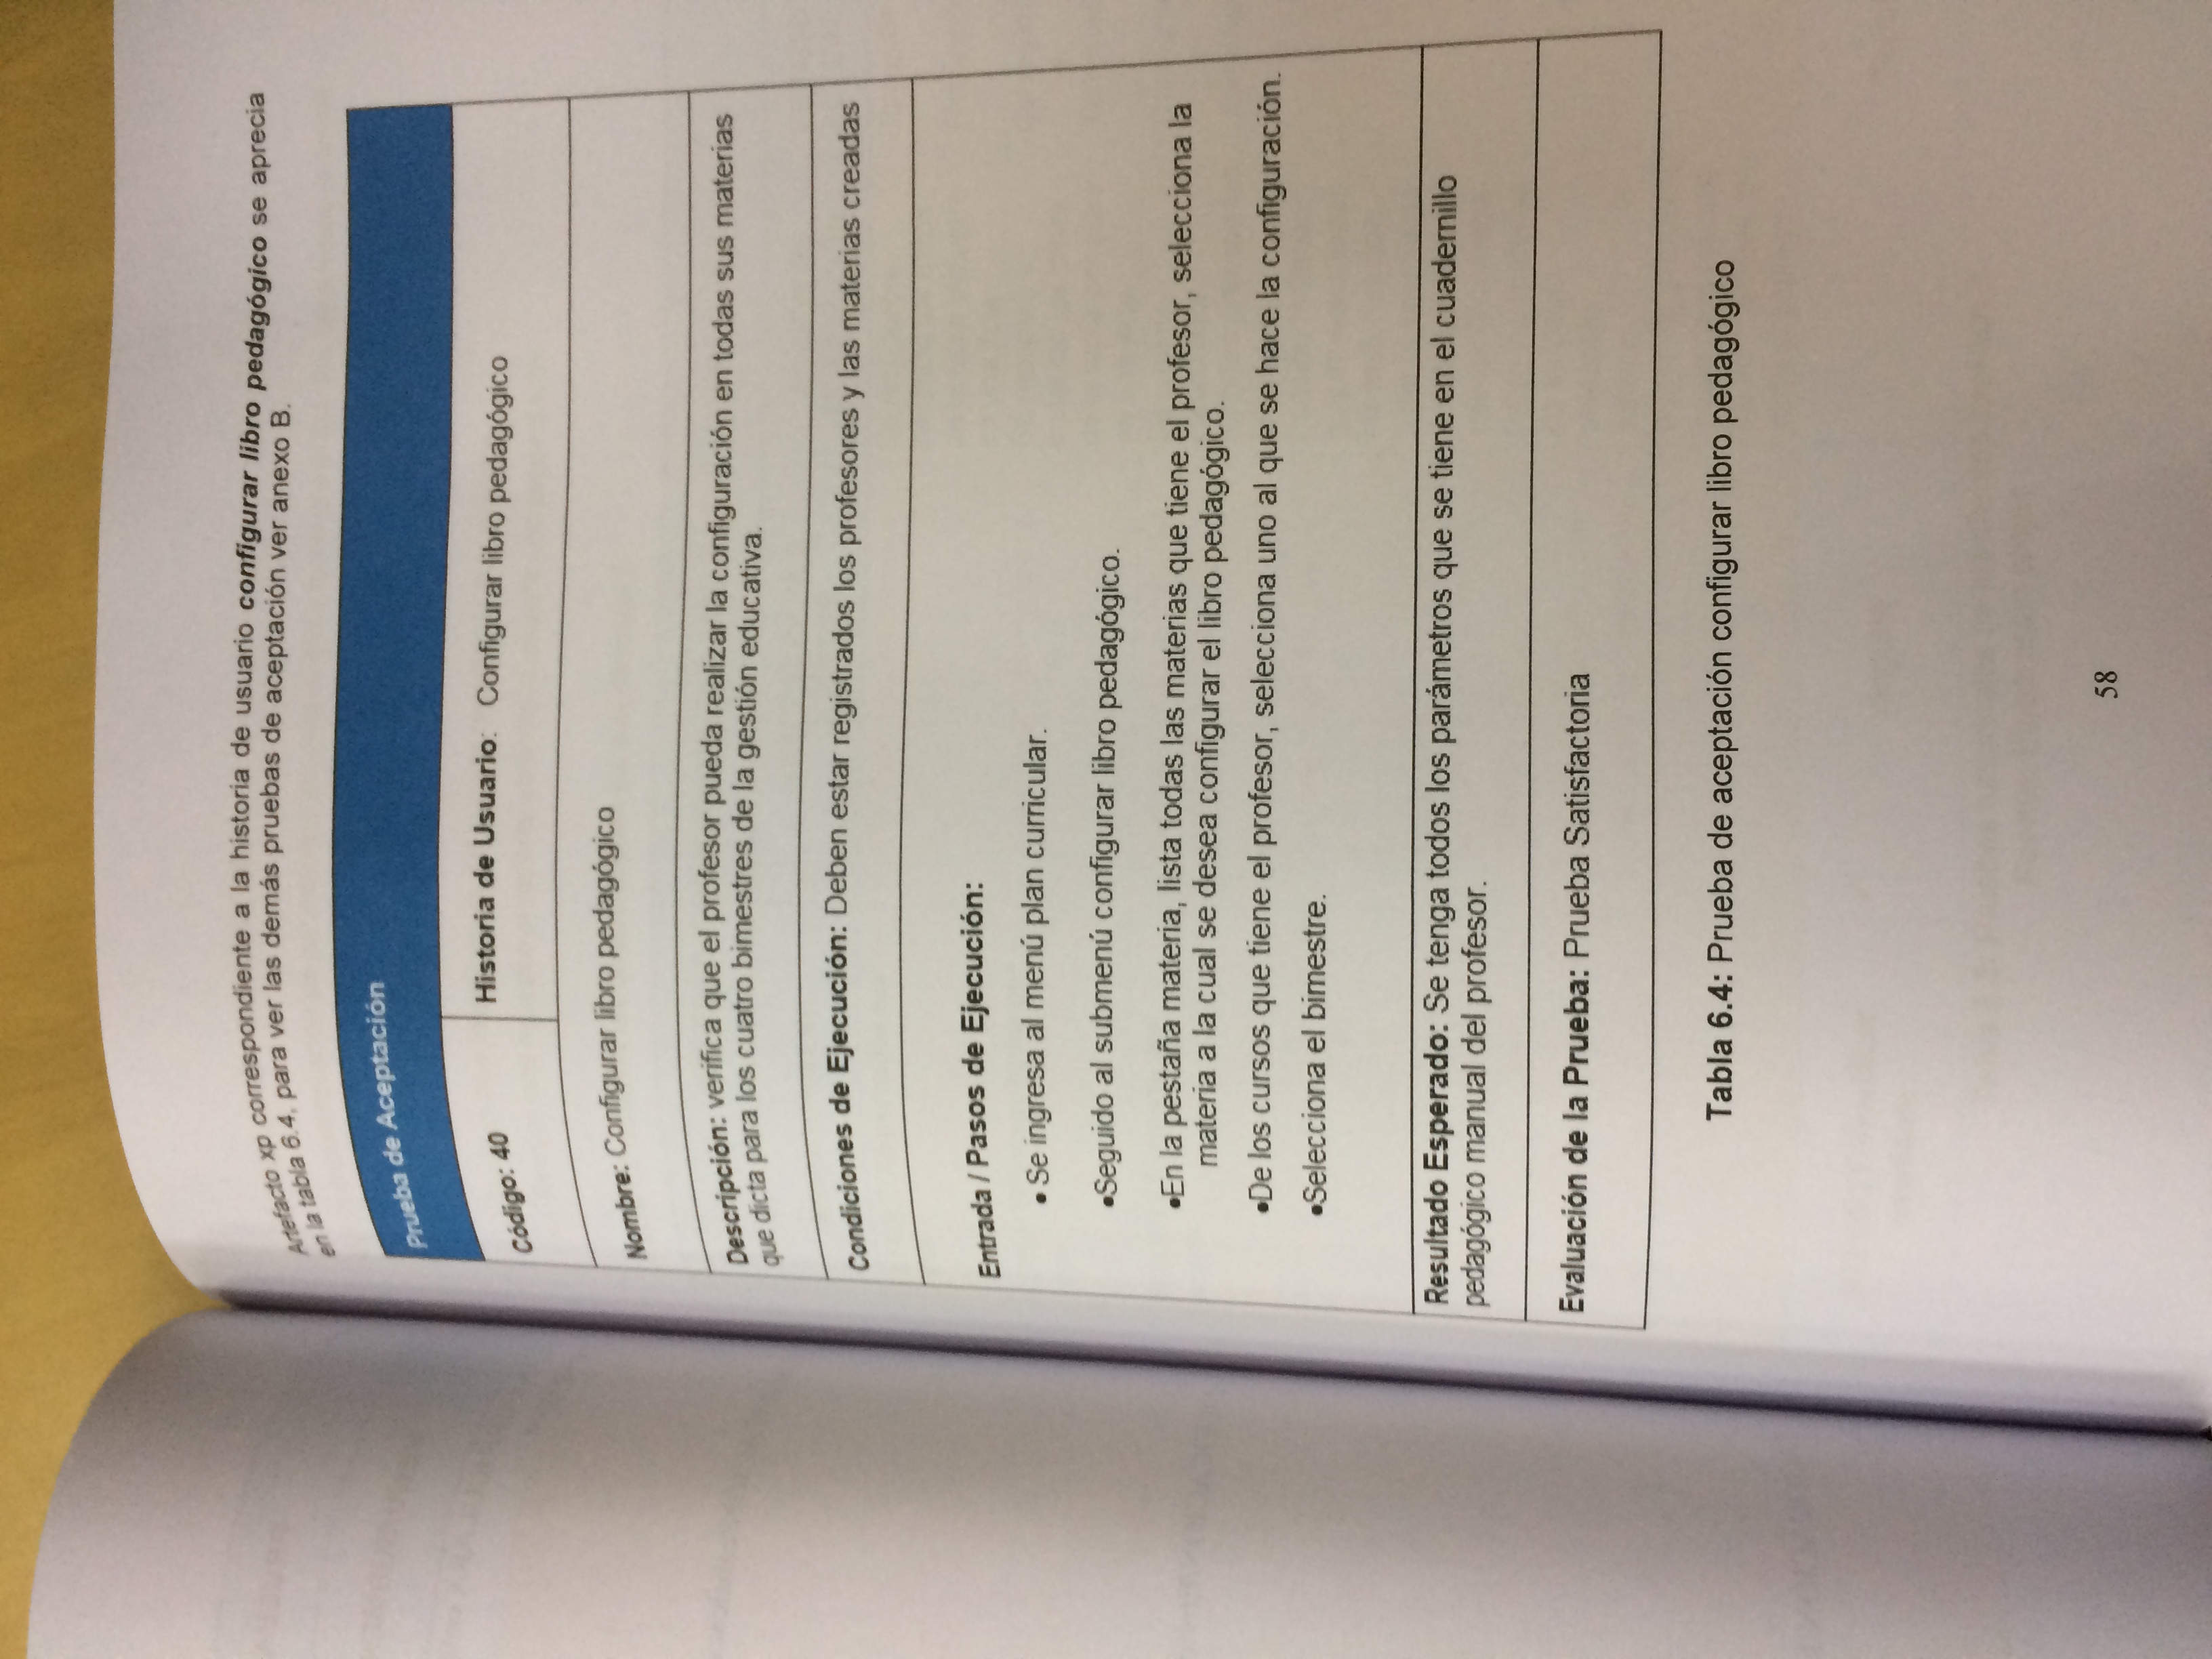 Artefacto xp correspondiente a la historia de usuario configurar libro pedagógico se aprecia
en la tabla 6.4, para ver las demás pruebas de aceptación ver anexo B.
Prueba de Aceptación
Código: 40
Historia de Usuario: Configurar libro pedagógico
Nombre: Configurar libro pedagógico
Descripción: verifica que el profesor pueda realizar la configuración en todas sus materias
que dicta para los cuatro bimestres de la gestión educativa.
Condiciones de Ejecución: Deben estar registrados los profesores y las materias creadas
Entrada / Pasos de Ejecución:
• Se ingresa al menú plan curricular.
•Seguido al submenú configurar libro pedagógico.
•En la pestaña materia, lista todas las materias que tiene el profesor, selecciona la
materia a la cual se desea configurar el libro pedagógico.
•De los cursos que tiene el profesor, selecciona uno al que se hace la configuración.
•Selecciona el bimestre.
Resultado Esperado: Se tenga todos los parámetros que se tiene en el cuadernillo
pedagógico manual del profesor.
Evaluación de la Prueba: Prueba Satisfactoria
Tabla 6.4: Prueba de aceptación configurar libro pedagógico
58